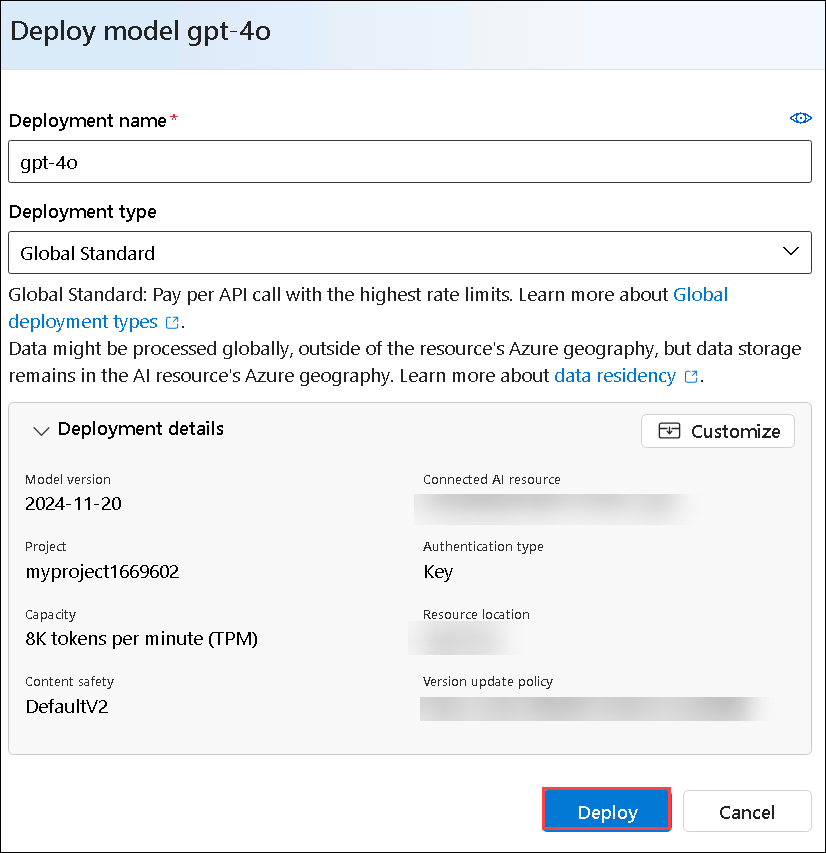 Deploy model gpt-4o
Deployment name*
gpt-4o
Deployment type
Global Standard
Global Standard: Pay per API call with the highest rate limits. Learn more about Global
deployment types.
Data might be processed globally, outside of the resource's Azure geography, but data storage
remains in the AI resource's Azure geography. Learn more about data residency.
Deployment details
Customize
Model version
2024-11-20
Connected AI resource
Project
myproject1669602
Authentication type
Key
Capacity
8K tokens per minute (TPM)
Resource location
Content safety
DefaultV2
Version update policy
Deploy
Cancel